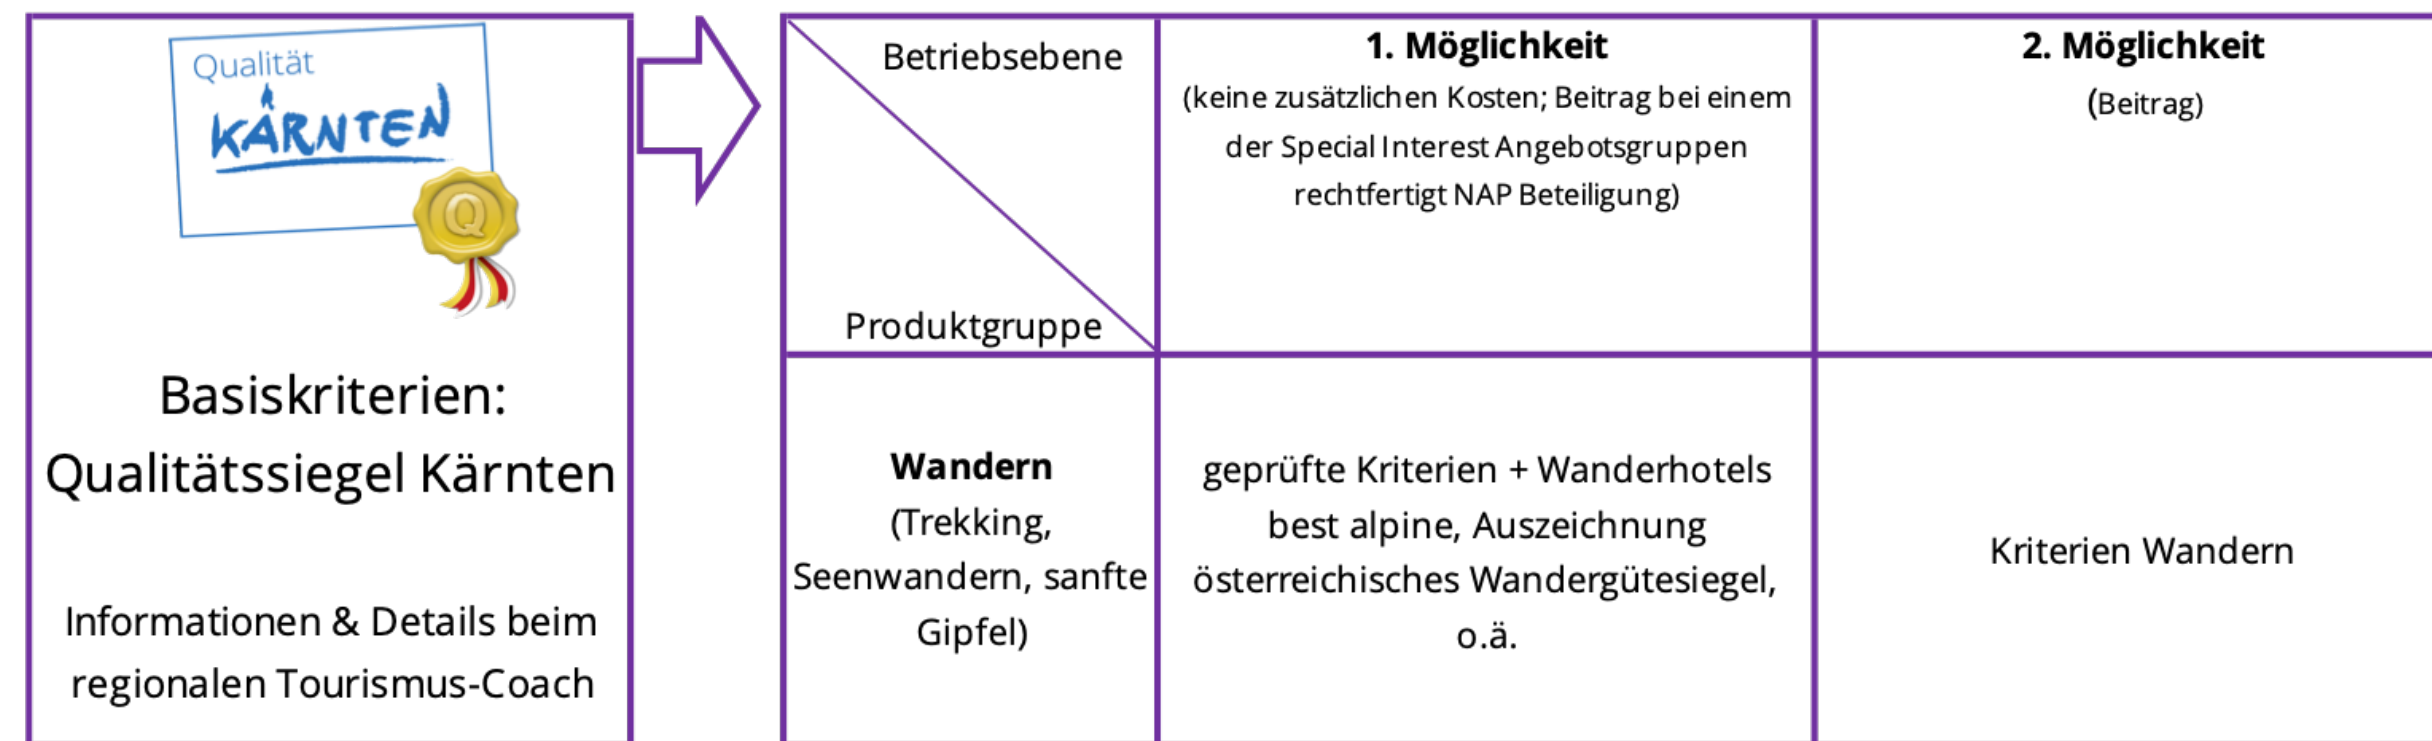 Qualität
KÄRNTEN
Q
Basiskriterien:
Qualitätssiegel Kärnten
Informationen & Details beim
regionalen Tourismus-Coach
Betriebsebene
Produktgruppe
1. Möglichkeit
(keine zusätzlichen Kosten; Beitrag bei einem
der Special Interest Angebotsgruppen
rechtfertigt NAP Beteiligung)
2. Möglichkeit
(Beitrag)
Wandern
(Trekking,
Seenwandern, sanfte
Gipfel)
geprüfte Kriterien + Wanderhotels
best alpine, Auszeichnung
österreichisches Wandergütesiegel,
o.ä.
Kriterien Wandern